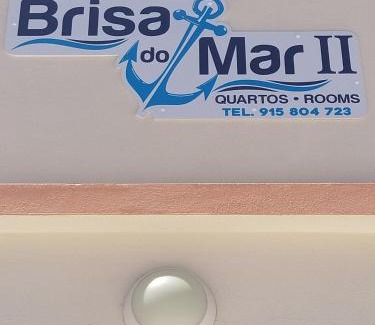 Brisa
do Mar II
QUARTOS • ROOMS
TEL. 915 804 723